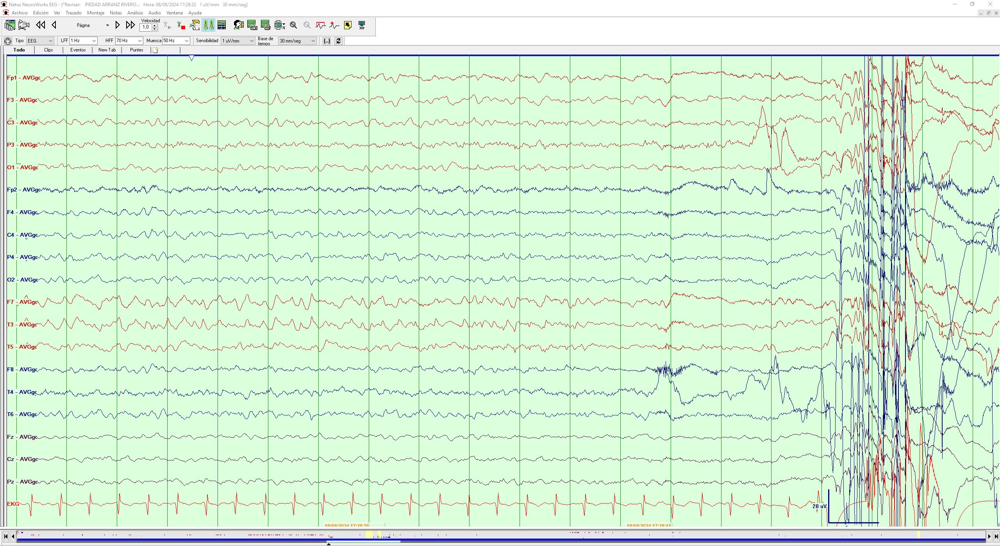 Natus NeuroWorks EEG - [*Revisar: PIEDAD ARRANZ RIVERO... Hora: 08/08/2024 17:28:32 1 uV/mm 30 mm/seg]
Archivo Edición Ver Trazado Montaje Notas Análisis Audio Ventana Ayuda
Página Velocidad 1,0
Tipo EEG LFF 1 Hz HFF 70 Hz Muesca 50 Hz Sensibilidad 1 uV/mm Base de tiempo 30 mm/seg {..}
Todo Clips Eventos New Tab Puntes
Fp1 - AVGgc
F3 - AVGgc
C3 - AVGgc
P3 - AVGgc
O1 - AVGgc
Fp2 - AVGgc
F4 - AVGgc
C4 - AVGgc
P4 - AVGgc
O2 - AVGgc
F7 - AVGgc
T3 - AVGgc
T5 - AVGgc
F8 - AVGgc
T4 - AVGgc
T6 - AVGgc
Fz - AVGgc
Cz - AVGgc
Pz - AVGgc
EKG
20 uV
08/08/2024 17:28:35 08/08/2024 17:28:41